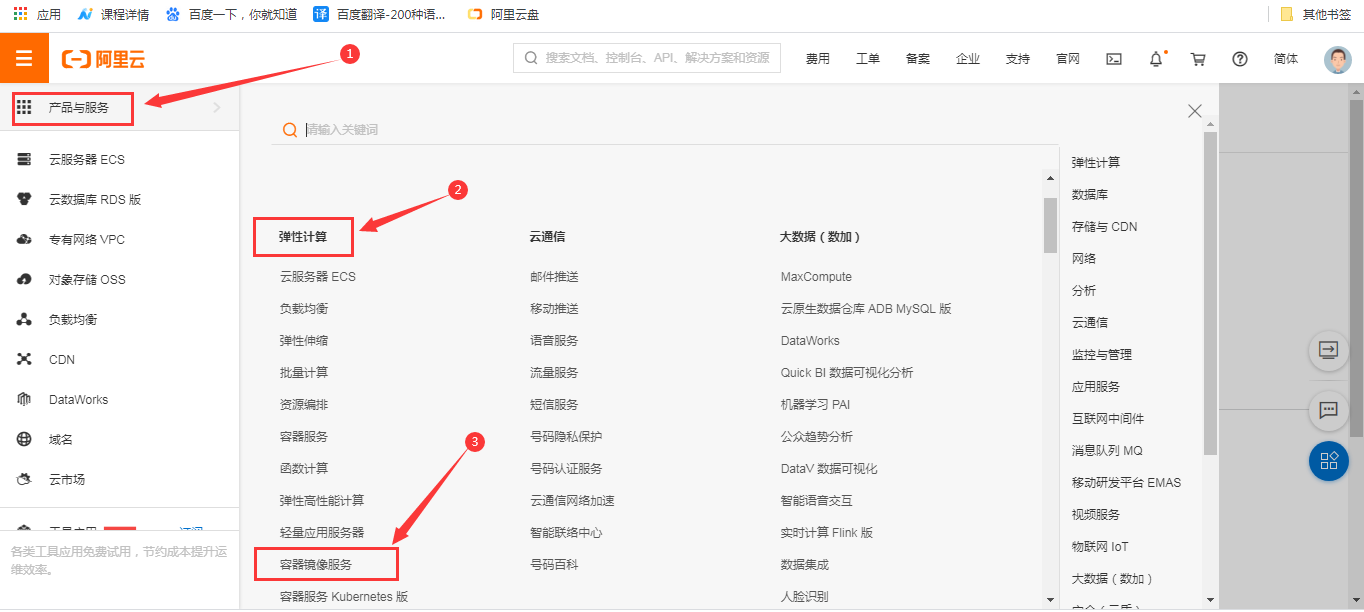 应用 课程详情 百度一下，你就知道 译 百度翻译-200种语... 阿里云盘 其他书签
阿里云 搜索文档、控制台、API、解决方案和资源 费用 工单 备案 企业 支持 官网 简体
1
产品与服务
请输入关键词
云服务器 ECS
云数据库 RDS 版
专有网络 VPC
对象存储 OSS
负载均衡
CDN
DataWorks
域名
云市场
订阅
各类工具应用免费试用，节约成本提升运
维效率。
2
弹性计算
云服务器 ECS
负载均衡
弹性伸缩
批量计算
资源编排
容器服务
函数计算
弹性高性能计算
轻量应用服务器
3
容器镜像服务
容器服务 Kubernetes 版
云通信
邮件推送
移动推送
语音服务
流量服务
短信服务
号码隐私保护
号码认证服务
云通信网络加速
智能联络中心
号码百科
大数据（数加）
MaxCompute
云原生数据仓库 ADB MySQL 版
DataWorks
Quick BI 数据可视化分析
机器学习 PAI
公众趋势分析
DataV 数据可视化
智能语音交互
实时计算 Flink 版
数据集成
人脸识别
弹性计算
数据库
存储与 CDN
网络
分析
云通信
监控与管理
应用服务
互联网中间件
消息队列 MQ
移动研发平台 EMAS
视频服务
物联网 IoT
大数据（数加）